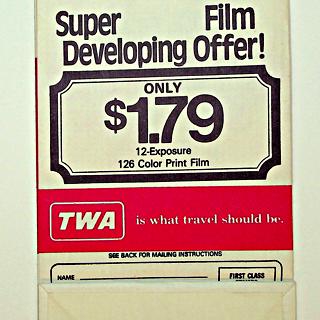 Super Film
Developing Offer!
ONLY
$1.79
12-Exposure
126 Color Print Film
TWA is what travel should be.
SEE BACK FOR MAILING INSTRUCTIONS
NAME
FIRST CLASS